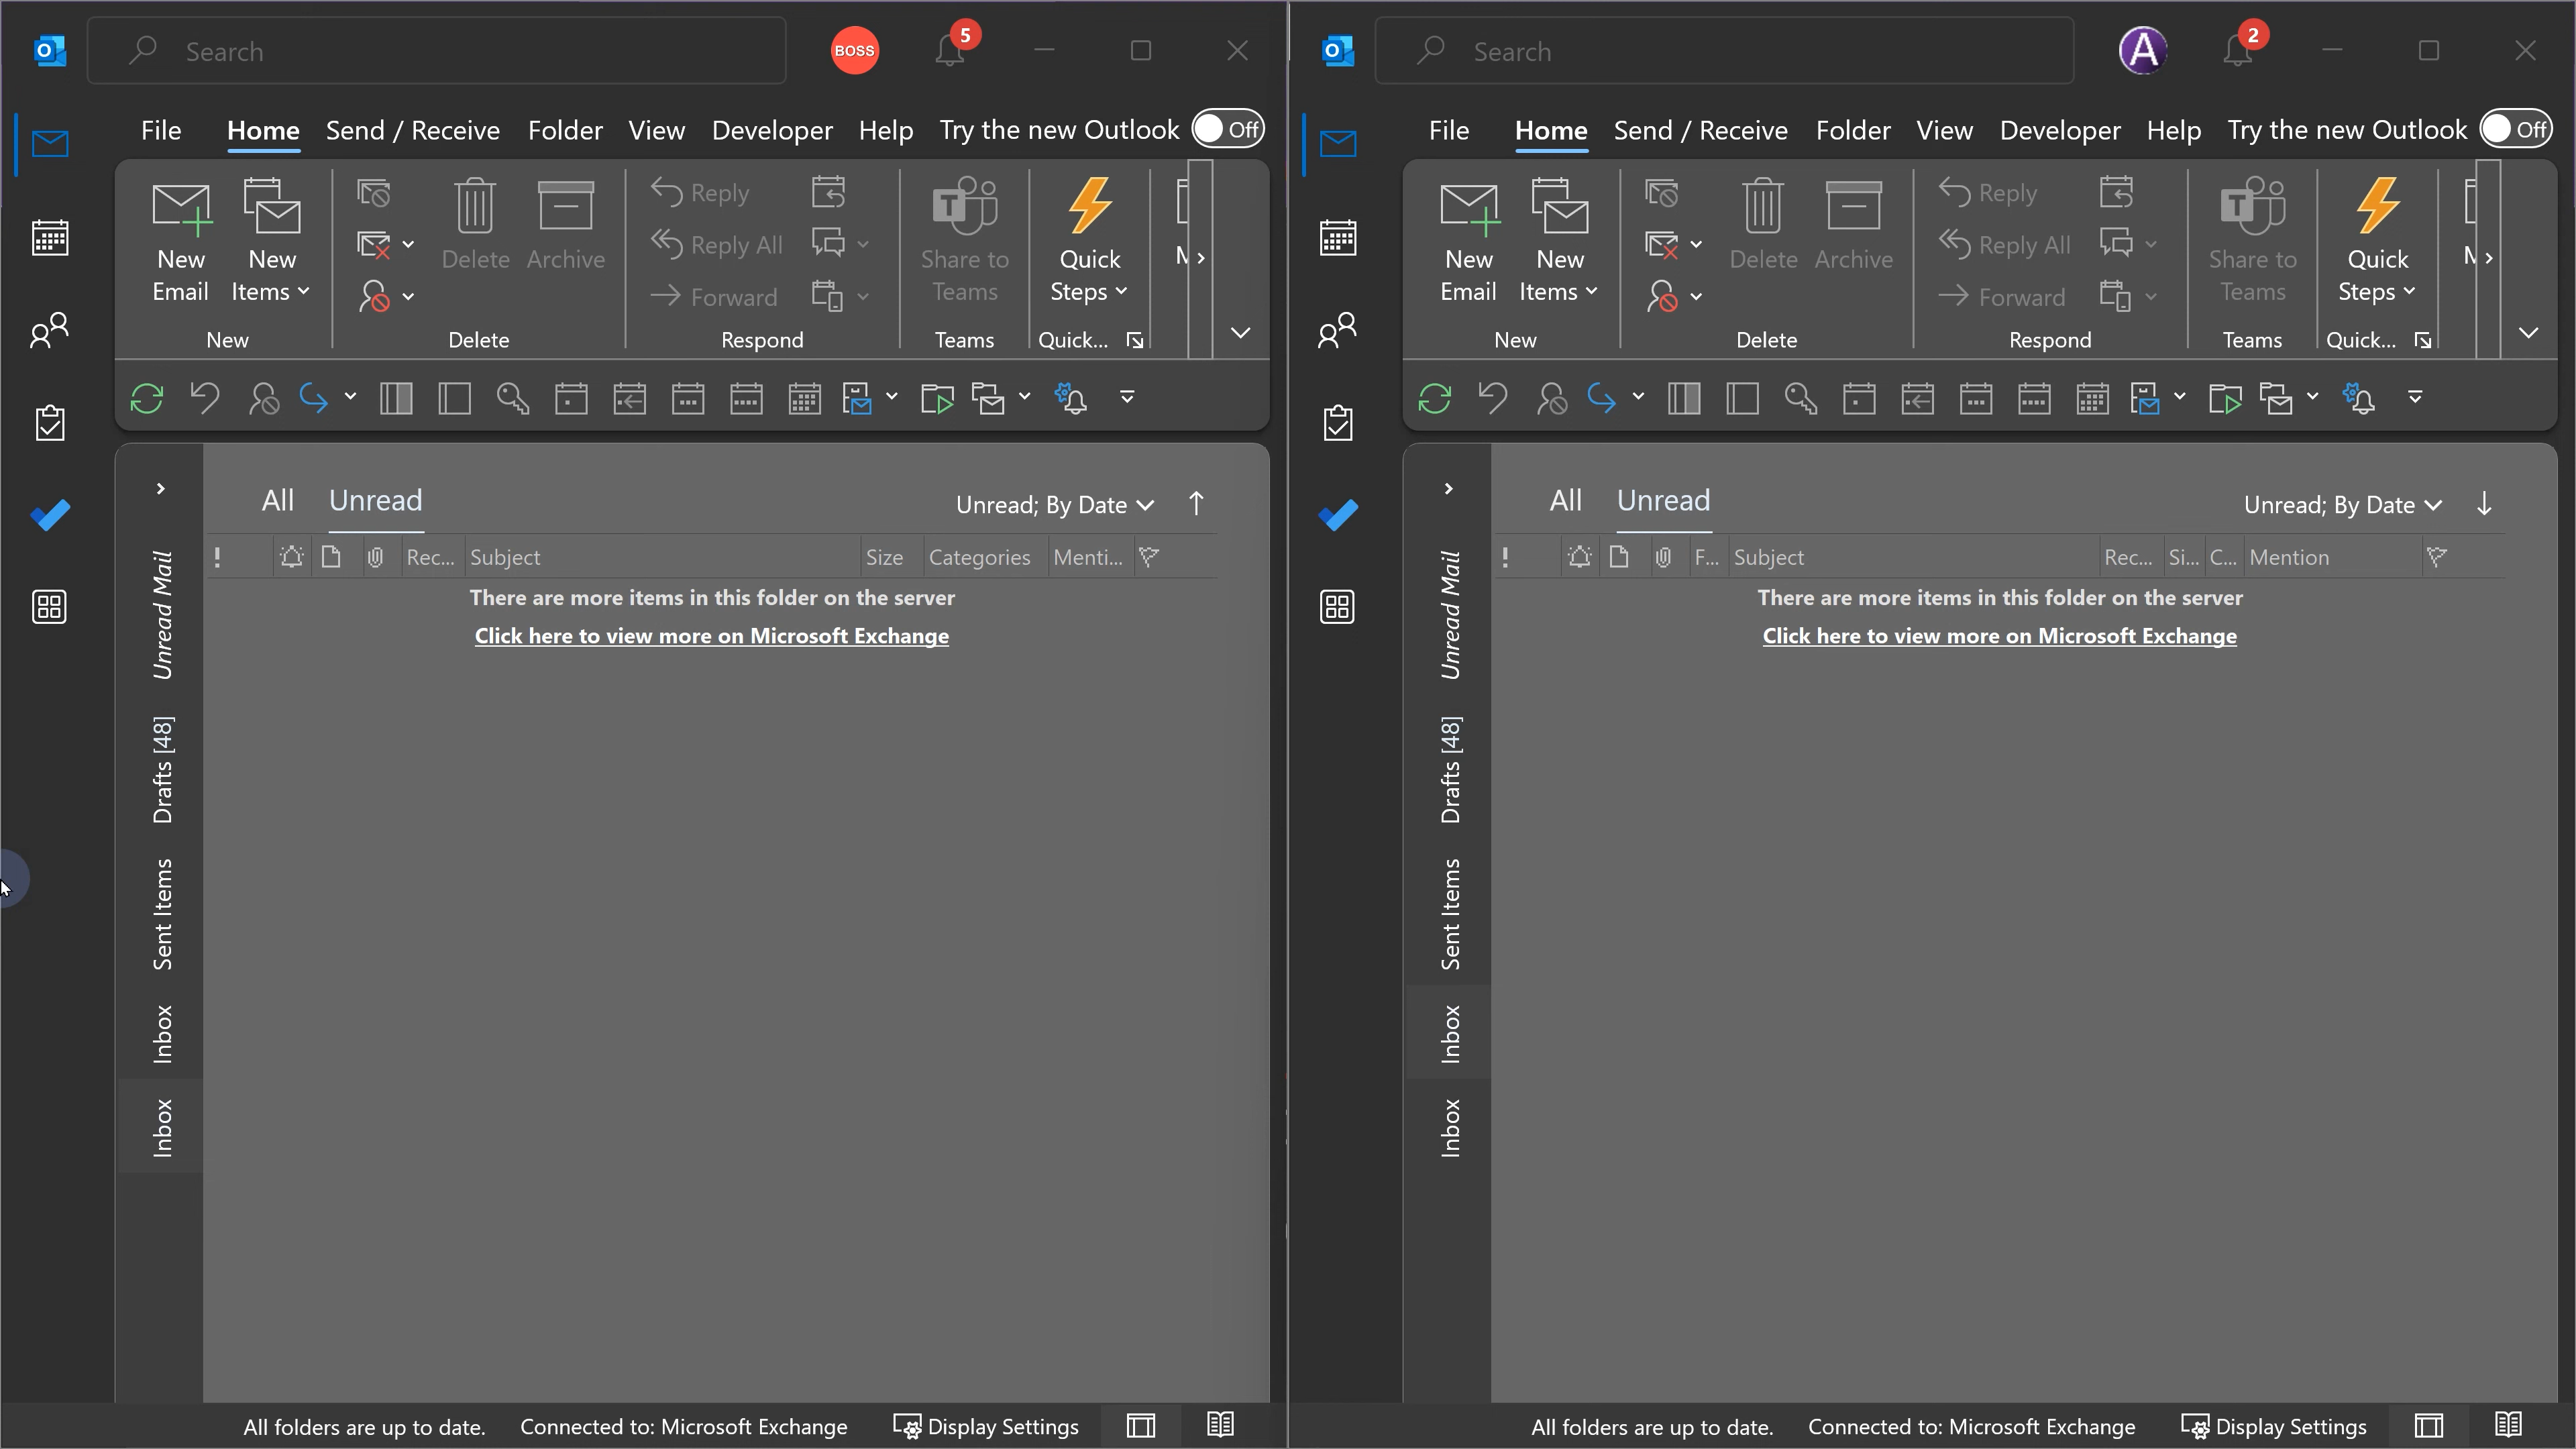 Search
BOSS
5
File Home Send / Receive Folder View Developer Help Try the new Outlook Off
New Email
New Items
Delete
Archive
Reply
Reply All
Forward
Share to Teams
Quick Steps
New Delete Respond Teams Quick...
All Unread
Unread; By Date
! Rec... Subject Size Categories Menti...
There are more items in this folder on the server
Click here to view more on Microsoft Exchange
Unread Mail
Drafts [48]
Sent Items
Inbox
Inbox
All folders are up to date. Connected to: Microsoft Exchange Display Settings
Search
A
2
File Home Send / Receive Folder View Developer Help Try the new Outlook Off
New Email
New Items
Delete
Archive
Reply
Reply All
Forward
Share to Teams
Quick Steps
New Delete Respond Teams Quick...
All Unread
Unread; By Date
! F... Subject Rec... Si... C... Mention
There are more items in this folder on the server
Click here to view more on Microsoft Exchange
Unread Mail
Drafts [48]
Sent Items
Inbox
Inbox
All folders are up to date. Connected to: Microsoft Exchange Display Settings